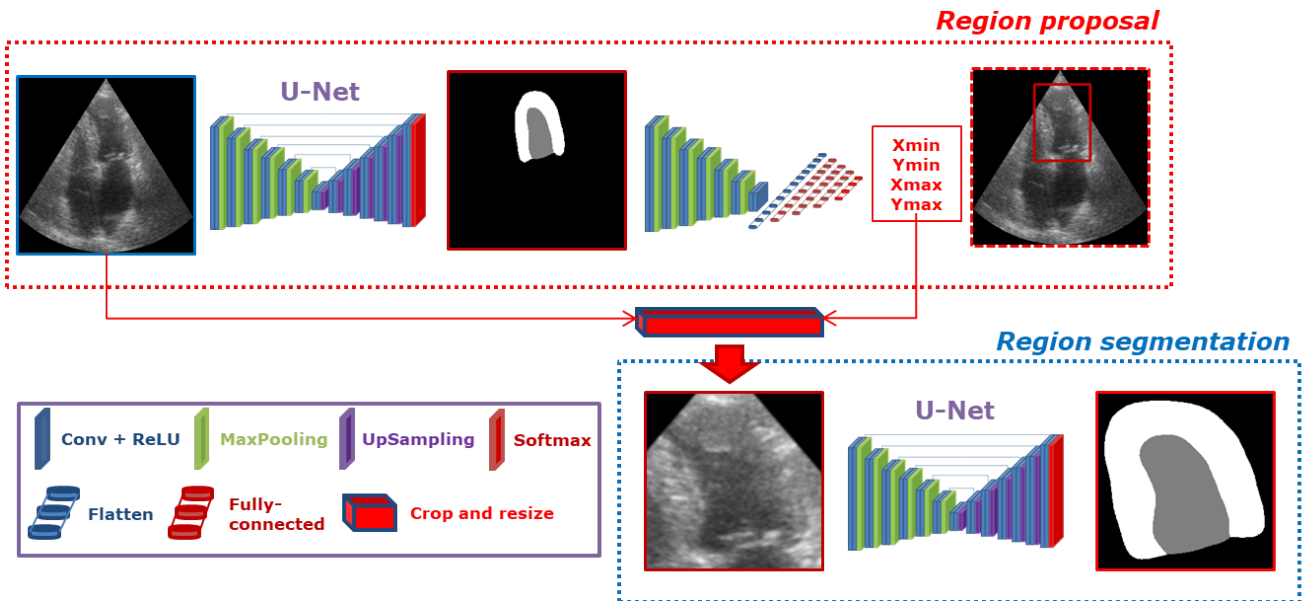 Region proposal
U-Net
Xmin
Ymin
Xmax
Ymax
Region segmentation
U-Net
Conv + ReLU
MaxPooling
UpSampling
Softmax
Flatten
Fully-
connected
Crop and resize